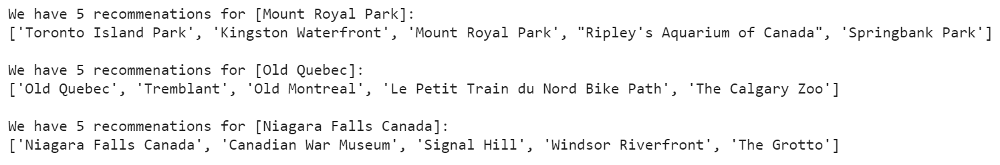 We have 5 recommenations for [Mount Royal Park]:
['Toronto Island Park', 'Kingston Waterfront', 'Mount Royal Park', "Ripley's Aquarium of Canada", 'Springbank Park']
We have 5 recommenations for [Old Quebec]:
['Old Quebec', 'Tremblant', 'Old Montreal', 'Le Petit Train du Nord Bike Path', 'The Calgary Zoo']
We have 5 recommenations for [Niagara Falls Canada]:
['Niagara Falls Canada', 'Canadian War Museum', 'Signal Hill', 'Windsor Riverfront', 'The Grotto']